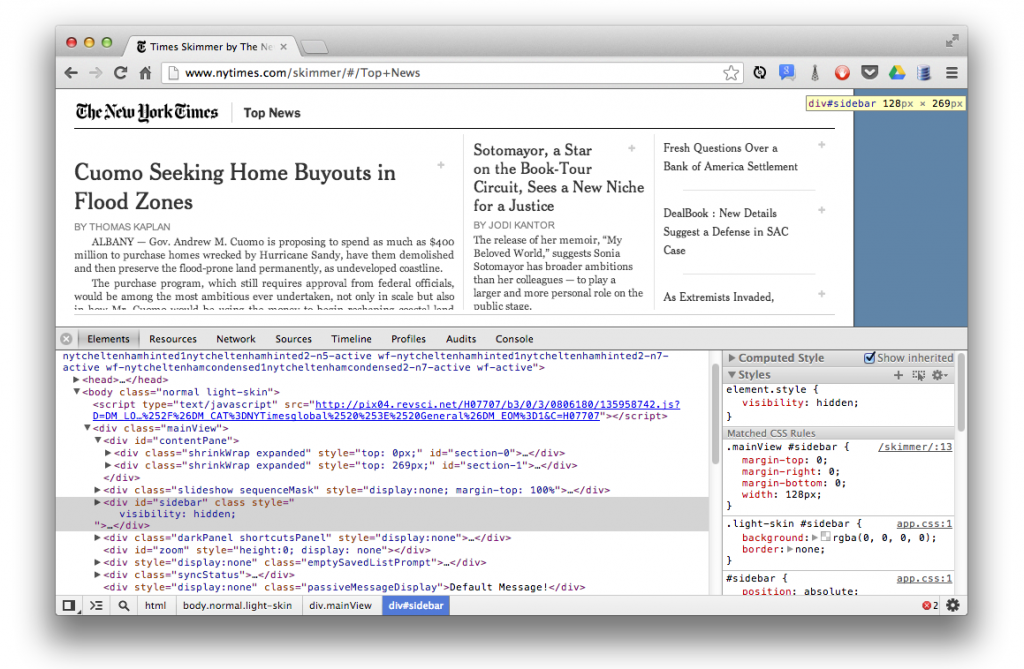 Times Skimmer by The Ne
www.nytimes.com/skimmer/#/Top+News
The New York Times
Top News
div#sidebar 128px × 269px
Cuomo Seeking Home Buyouts in
Flood Zones
BY THOMAS KAPLAN
ALBANY — Gov. Andrew M. Cuomo is proposing to spend as much as $400
million to purchase homes wrecked by Hurricane Sandy, have them demolished
and then preserve the flood-prone land permanently, as undeveloped coastline.
The purchase program, which still requires approval from federal officials,
would be among the most ambitious ever undertaken, not only in scale but also
in how Mr. Cuomo would be using the money to begin reshaping coastal land
Sotomayor, a Star
on the Book-Tour
Circuit, Sees a New Niche
for a Justice
BY JODI KANTOR
The release of her memoir, “My
Beloved World,” suggests Sonia
Sotomayor has broader ambitions
than her colleagues — to play a
larger and more personal role on the
public stage.
Fresh Questions Over a
Bank of America Settlement
DealBook : New Details
Suggest a Defense in SAC
Case
As Extremists Invaded,
Elements Resources Network Sources Timeline Profiles Audits Console
nytcheltenhamhinted1nytcheltenhamhinted2-n5-active wf-nytcheltenhamhinted1nytcheltenhamhinted2-n7-
active wf-nytcheltenhamcondensed1nytcheltenhamcondensed2-n7-active wf-active">
▶<head>…</head>
▼<body class="normal light-skin">
<script type="text/javascript" src="http://pix04.revsci.net/H07707/b3/0/3/0806180/135958742.js?
D=DM_LO…%252F%26DM_CAT%3DNYTimesglobal%2520%253E%2520General%26DM_EOM%3D1&C=H07707"></script>
▼<div class="mainView">
▼<div id="contentPane">
▶<div class="shrinkWrap expanded" style="top: 0px;" id="section-0">…</div>
▶<div class="shrinkWrap expanded" style="top: 269px;" id="section-1">…</div>
</div>
▶<div class="slideshow sequenceMask" style="display:none; margin-top: 100%">…</div>
▶<div id="sidebar" class style="
visibility: hidden;
">…</div>
▶<div class="darkPanel shortcutsPanel" style="display:none">…</div>
<div id="zoom" style="height:0; display: none"></div>
▶<div style="display:none" class="emptySavedListPrompt">…</div>
▶<div class="syncStatus">…</div>
<div style="display:none" class="passiveMessageDisplay">Default Message!</div>
▶Computed Style Show inherited
▼Styles
element.style {
visibility: hidden;
}
Matched CSS Rules
.mainView #sidebar { /skimmer/:13
margin-top: 0;
margin-right: 0;
margin-bottom: 0;
width: 128px;
}
.light-skin #sidebar { app.css:1
background:▶rgba(0, 0, 0, 0);
border:▶none;
}
#sidebar { app.css:1
position: absolute;
html body.normal.light-skin div.mainView div#sidebar 2